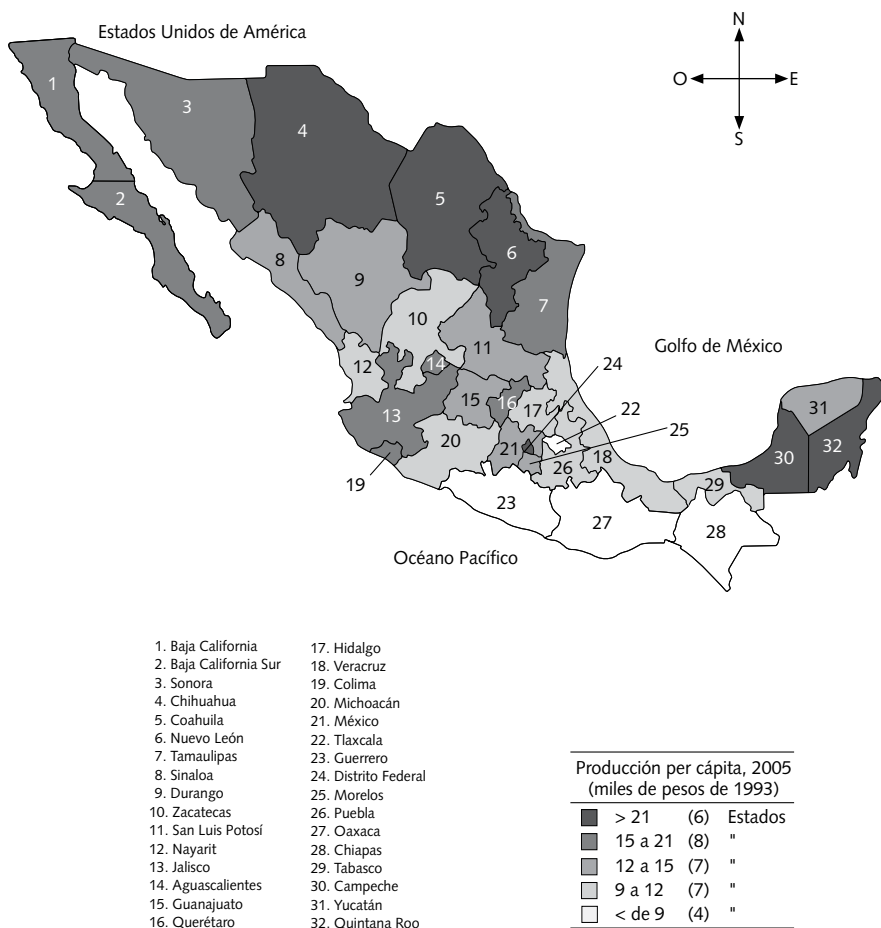 Estados Unidos de América
N
O
E
S
1
2
3
4
5
6
7
8
9
10
11
12
13
14
15
16
17
18
19
20
21
22
23
24
25
26
27
28
29
30
31
32
Golfo de México
Océano Pacífico
1. Baja California
2. Baja California Sur
3. Sonora
4. Chihuahua
5. Coahuila
6. Nuevo León
7. Tamaulipas
8. Sinaloa
9. Durango
10. Zacatecas
11. San Luis Potosí
12. Nayarit
13. Jalisco
14. Aguascalientes
15. Guanajuato
16. Querétaro
17. Hidalgo
18. Veracruz
19. Colima
20. Michoacán
21. México
22. Tlaxcala
23. Guerrero
24. Distrito Federal
25. Morelos
26. Puebla
27. Oaxaca
28. Chiapas
29. Tabasco
30. Campeche
31. Yucatán
32. Quintana Roo
Producción per cápita, 2005
(miles de pesos de 1993)
> 21 (6) Estados
15 a 21 (8) "
12 a 15 (7) "
9 a 12 (7) "
< de 9 (4) "